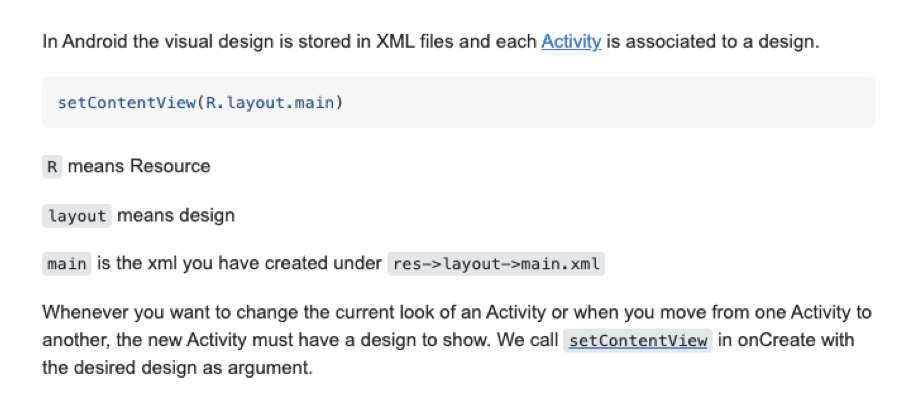 In Android the visual design is stored in XML files and each Activity is associated to a design.
setContentView(R.layout.main)
R means Resource
layout means design
main is the xml you have created under res->layout->main.xml
Whenever you want to change the current look of an Activity or when you move from one Activity to
another, the new Activity must have a design to show. We call setContentView in onCreate with
the desired design as argument.